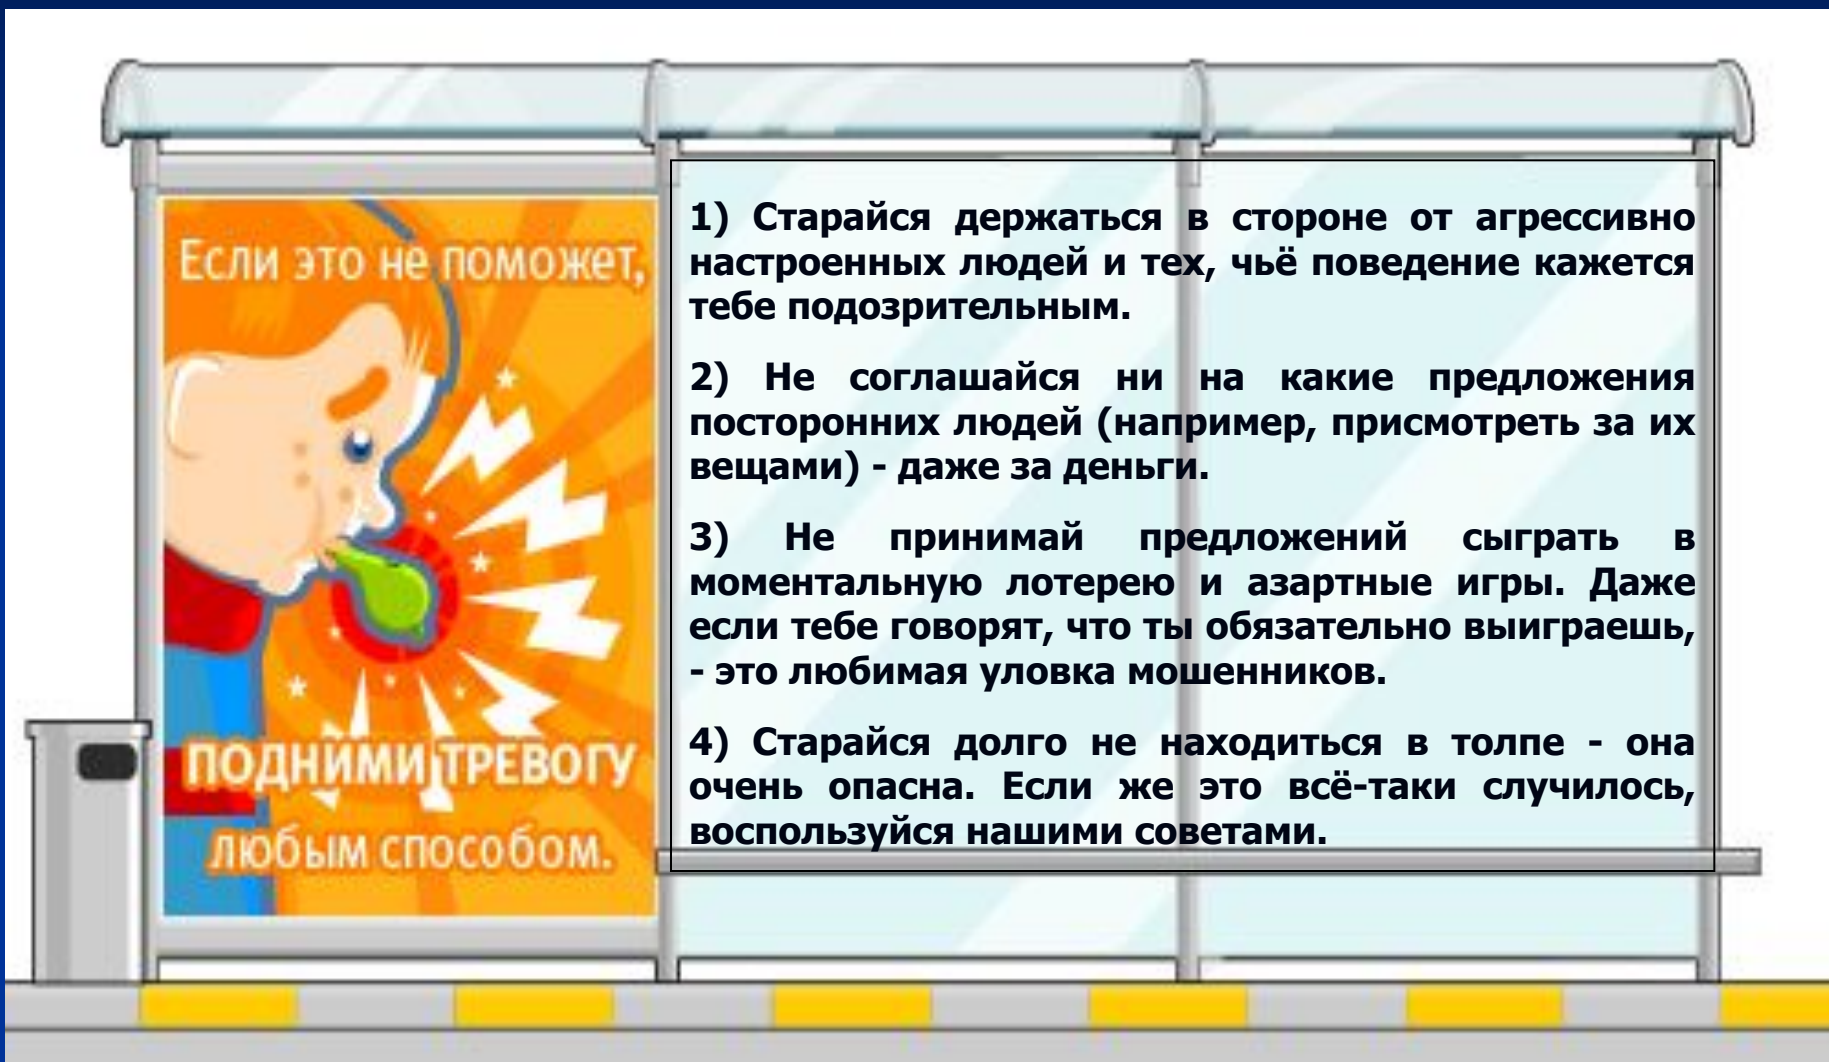 Если это не поможет,
ПОДНИМИ ТРЕВОГУ
любым способом.
1) Старайся держаться в стороне от агрессивно
настроенных людей и тех, чьё поведение кажется
тебе подозрительным.
2) Не соглашайся ни на какие предложения
посторонних людей (например, присмотреть за их
вещами) - даже за деньги.
3) Не принимай предложений сыграть в
моментальную лотерею и азартные игры. Даже
если тебе говорят, что ты обязательно выиграешь,
- это любимая уловка мошенников.
4) Старайся долго не находиться в толпе - она
очень опасна. Если же это всё-таки случилось,
воспользуйся нашими советами.